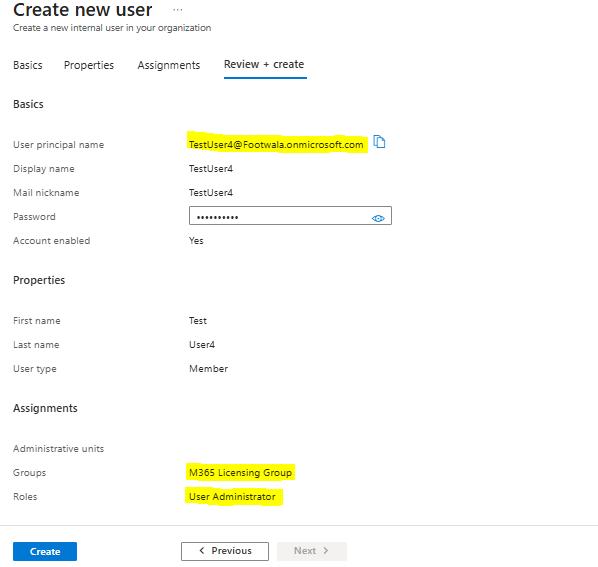 Create new user ...
Create a new internal user in your organization
Basics Properties Assignments Review + create
Basics
User principal name TestUser4@Footwala.onmicrosoft.com
Display name TestUser4
Mail nickname TestUser4
Password ••••••••••
Account enabled Yes
Properties
First name Test
Last name User4
User type Member
Assignments
Administrative units
Groups M365 Licensing Group
Roles User Administrator
Create < Previous Next >